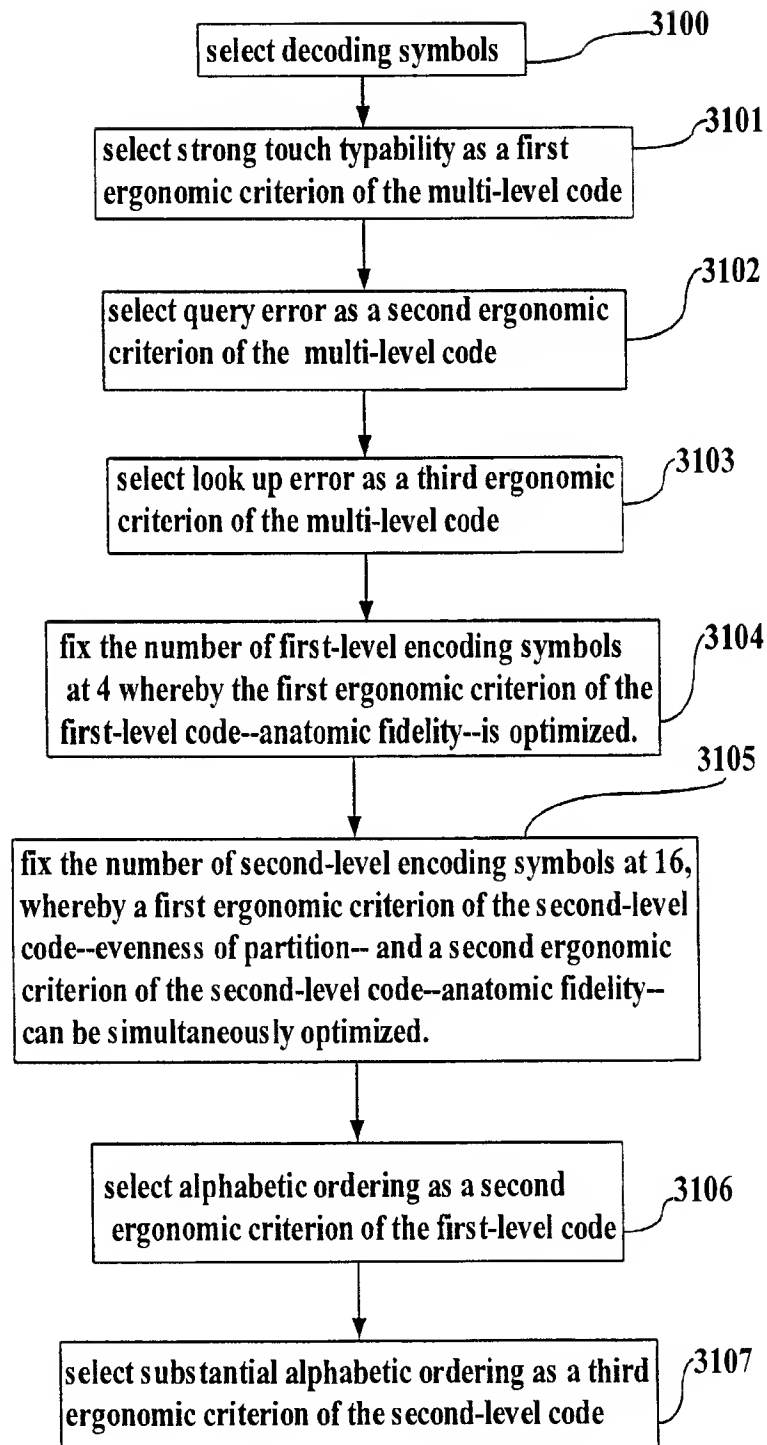 3100
select decoding symbols
3101
select strong touch typability as a first
ergonomic criterion of the multi-level code
3102
select query error as a second ergonomic
criterion of the multi-level code
3103
select look up error as a third ergonomic
criterion of the multi-level code
3104
fix the number of first-level encoding symbols
at 4 whereby the first ergonomic criterion of the
first-level code--anatomic fidelity--is optimized.
3105
fix the number of second-level encoding symbols at 16,
whereby a first ergonomic criterion of the second-level
code--evenness of partition-- and a second ergonomic
criterion of the second-level code--anatomic fidelity--
can be simultaneously optimized.
3106
select alphabetic ordering as a second
ergonomic criterion of the first-level code
3107
select substantial alphabetic ordering as a third
ergonomic criterion of the second-level code